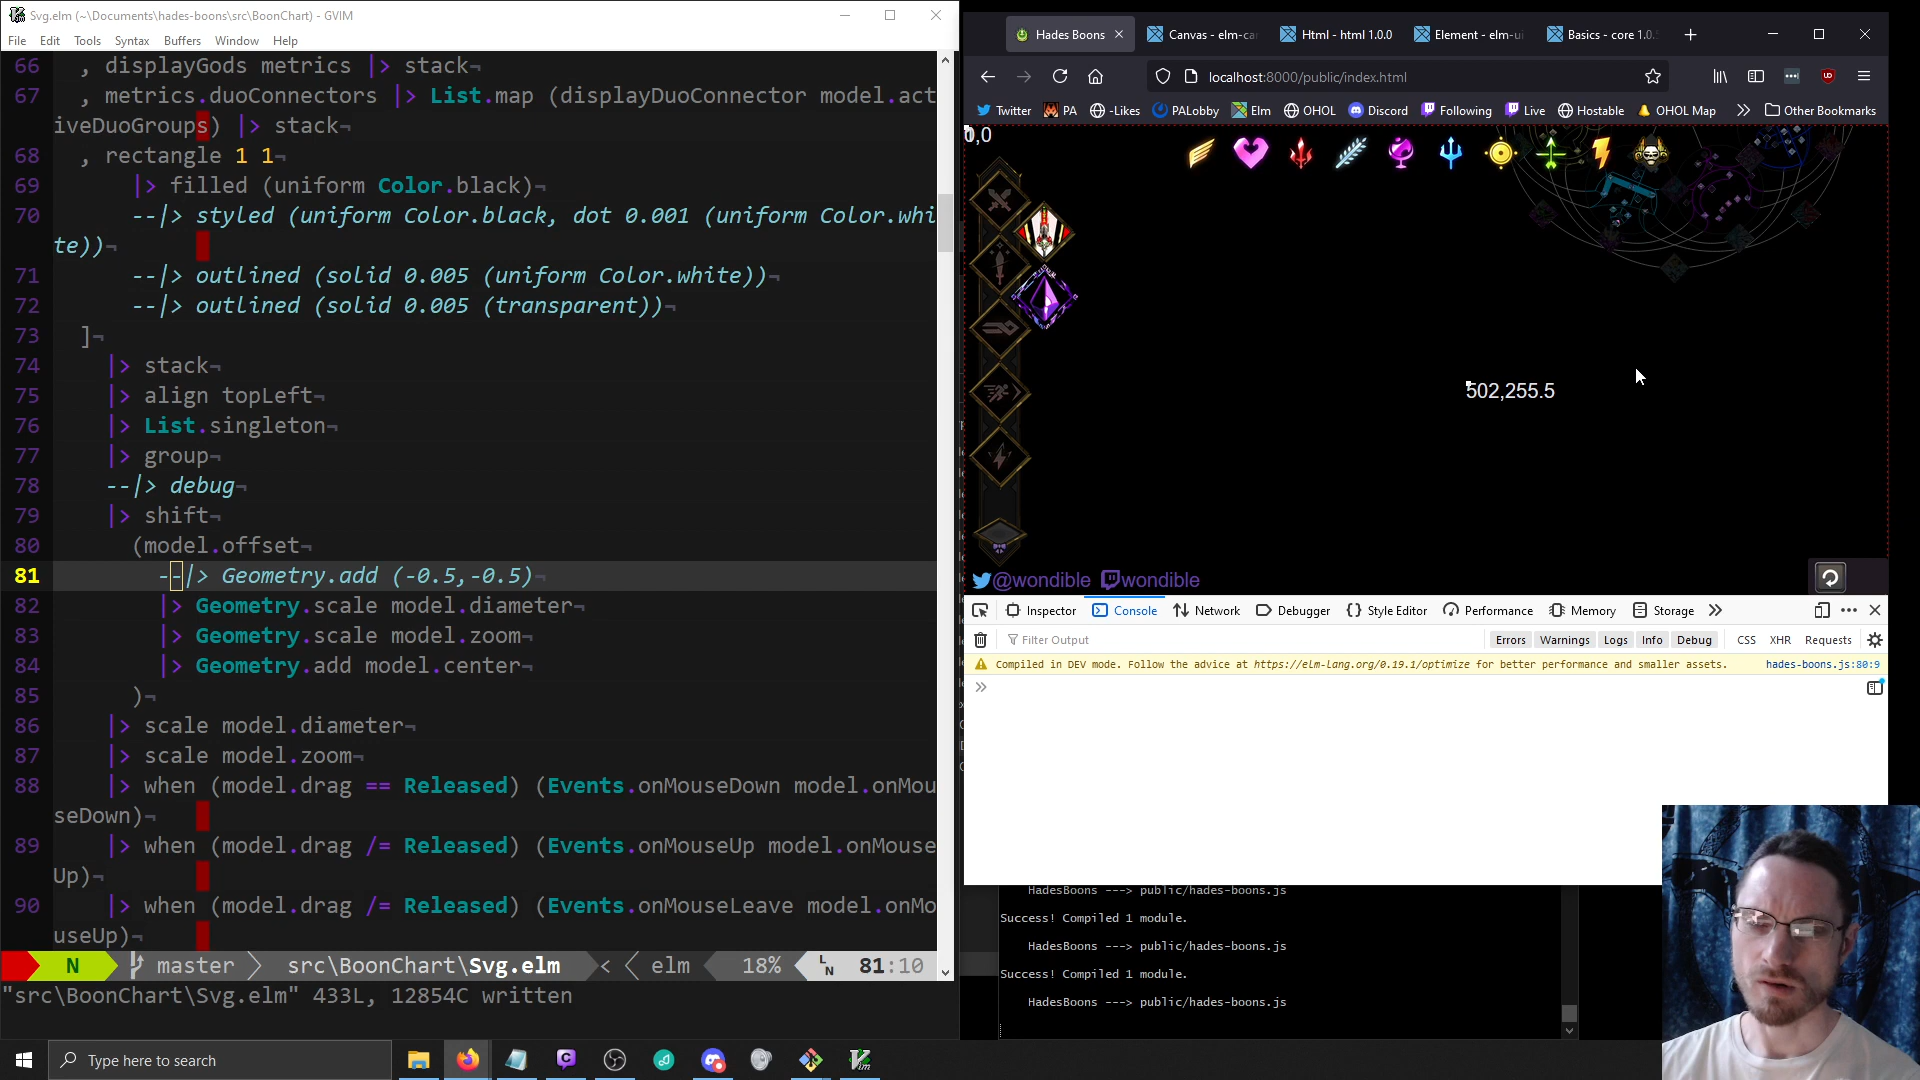 Svg.elm (~\Documents\hades-boons\src\BoonChart) - GVIM
File Edit Tools Syntax Buffers Window Help
66 , displayGods metrics |> stack¬
67 , metrics.duoConnectors |> List.map (displayDuoConnector model.act
iveDuoGroups) |> stack¬
68 , rectangle 1 1¬
69 |> filled (uniform Color.black)¬
70 --|> styled (uniform Color.black, dot 0.001 (uniform Color.whi
te))¬
71 --|> outlined (solid 0.005 (uniform Color.white))¬
72 --|> outlined (solid 0.005 (transparent))¬
73 ]¬
74 |> stack¬
75 |> align topLeft¬
76 |> List.singleton¬
77 |> group¬
78 --|> debug¬
79 |> shift¬
80 (model.offset¬
81 --|> Geometry.add (-0.5,-0.5)¬
82 |> Geometry.scale model.diameter¬
83 |> Geometry.scale model.zoom¬
84 |> Geometry.add model.center¬
85 )¬
86 |> scale model.diameter¬
87 |> scale model.zoom¬
88 |> when (model.drag == Released) (Events.onMouseDown model.onMou
seDown)¬
89 |> when (model.drag /= Released) (Events.onMouseUp model.onMouse
Up)¬
90 |> when (model.drag /= Released) (Events.onMouseLeave model.onMo
useUp)¬
N master src\BoonChart\Svg.elm < elm 18% LN 81:10
"src\BoonChart\Svg.elm" 433L, 12854C written
Hades Boons
Canvas - elm-ca
Html - html 1.0.0
Element - elm-ui
Basics - core 1.0.
localhost:8000/public/index.html
Twitter PA -Likes PALobby Elm OHOL Discord Following Live Hostable OHOL Map Other Bookmarks
0,0
502,255.5
@wondible wondible
Inspector Console Network Debugger Style Editor Performance Memory Storage
Filter Output
Errors Warnings Logs Info Debug CSS XHR Requests
Compiled in DEV mode. Follow the advice at https://elm-lang.org/0.19.1/optimize for better performance and smaller assets. hades-boons.js:80:9
HadesBoons ---> public/hades-boons.js
Success! Compiled 1 module.
HadesBoons ---> public/hades-boons.js
Success! Compiled 1 module.
HadesBoons ---> public/hades-boons.js
Type here to search